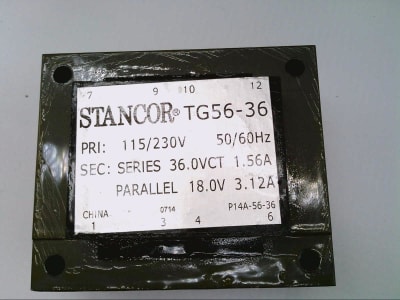 7 9 10 12
STANCOR® TG56-36
PRI: 115/230V 50/60Hz
SEC: SERIES 36.0VCT 1.56A
PARALLEL 18.0V 3.12A
CHINA 0714 P14A-56-36
1 3 4 6